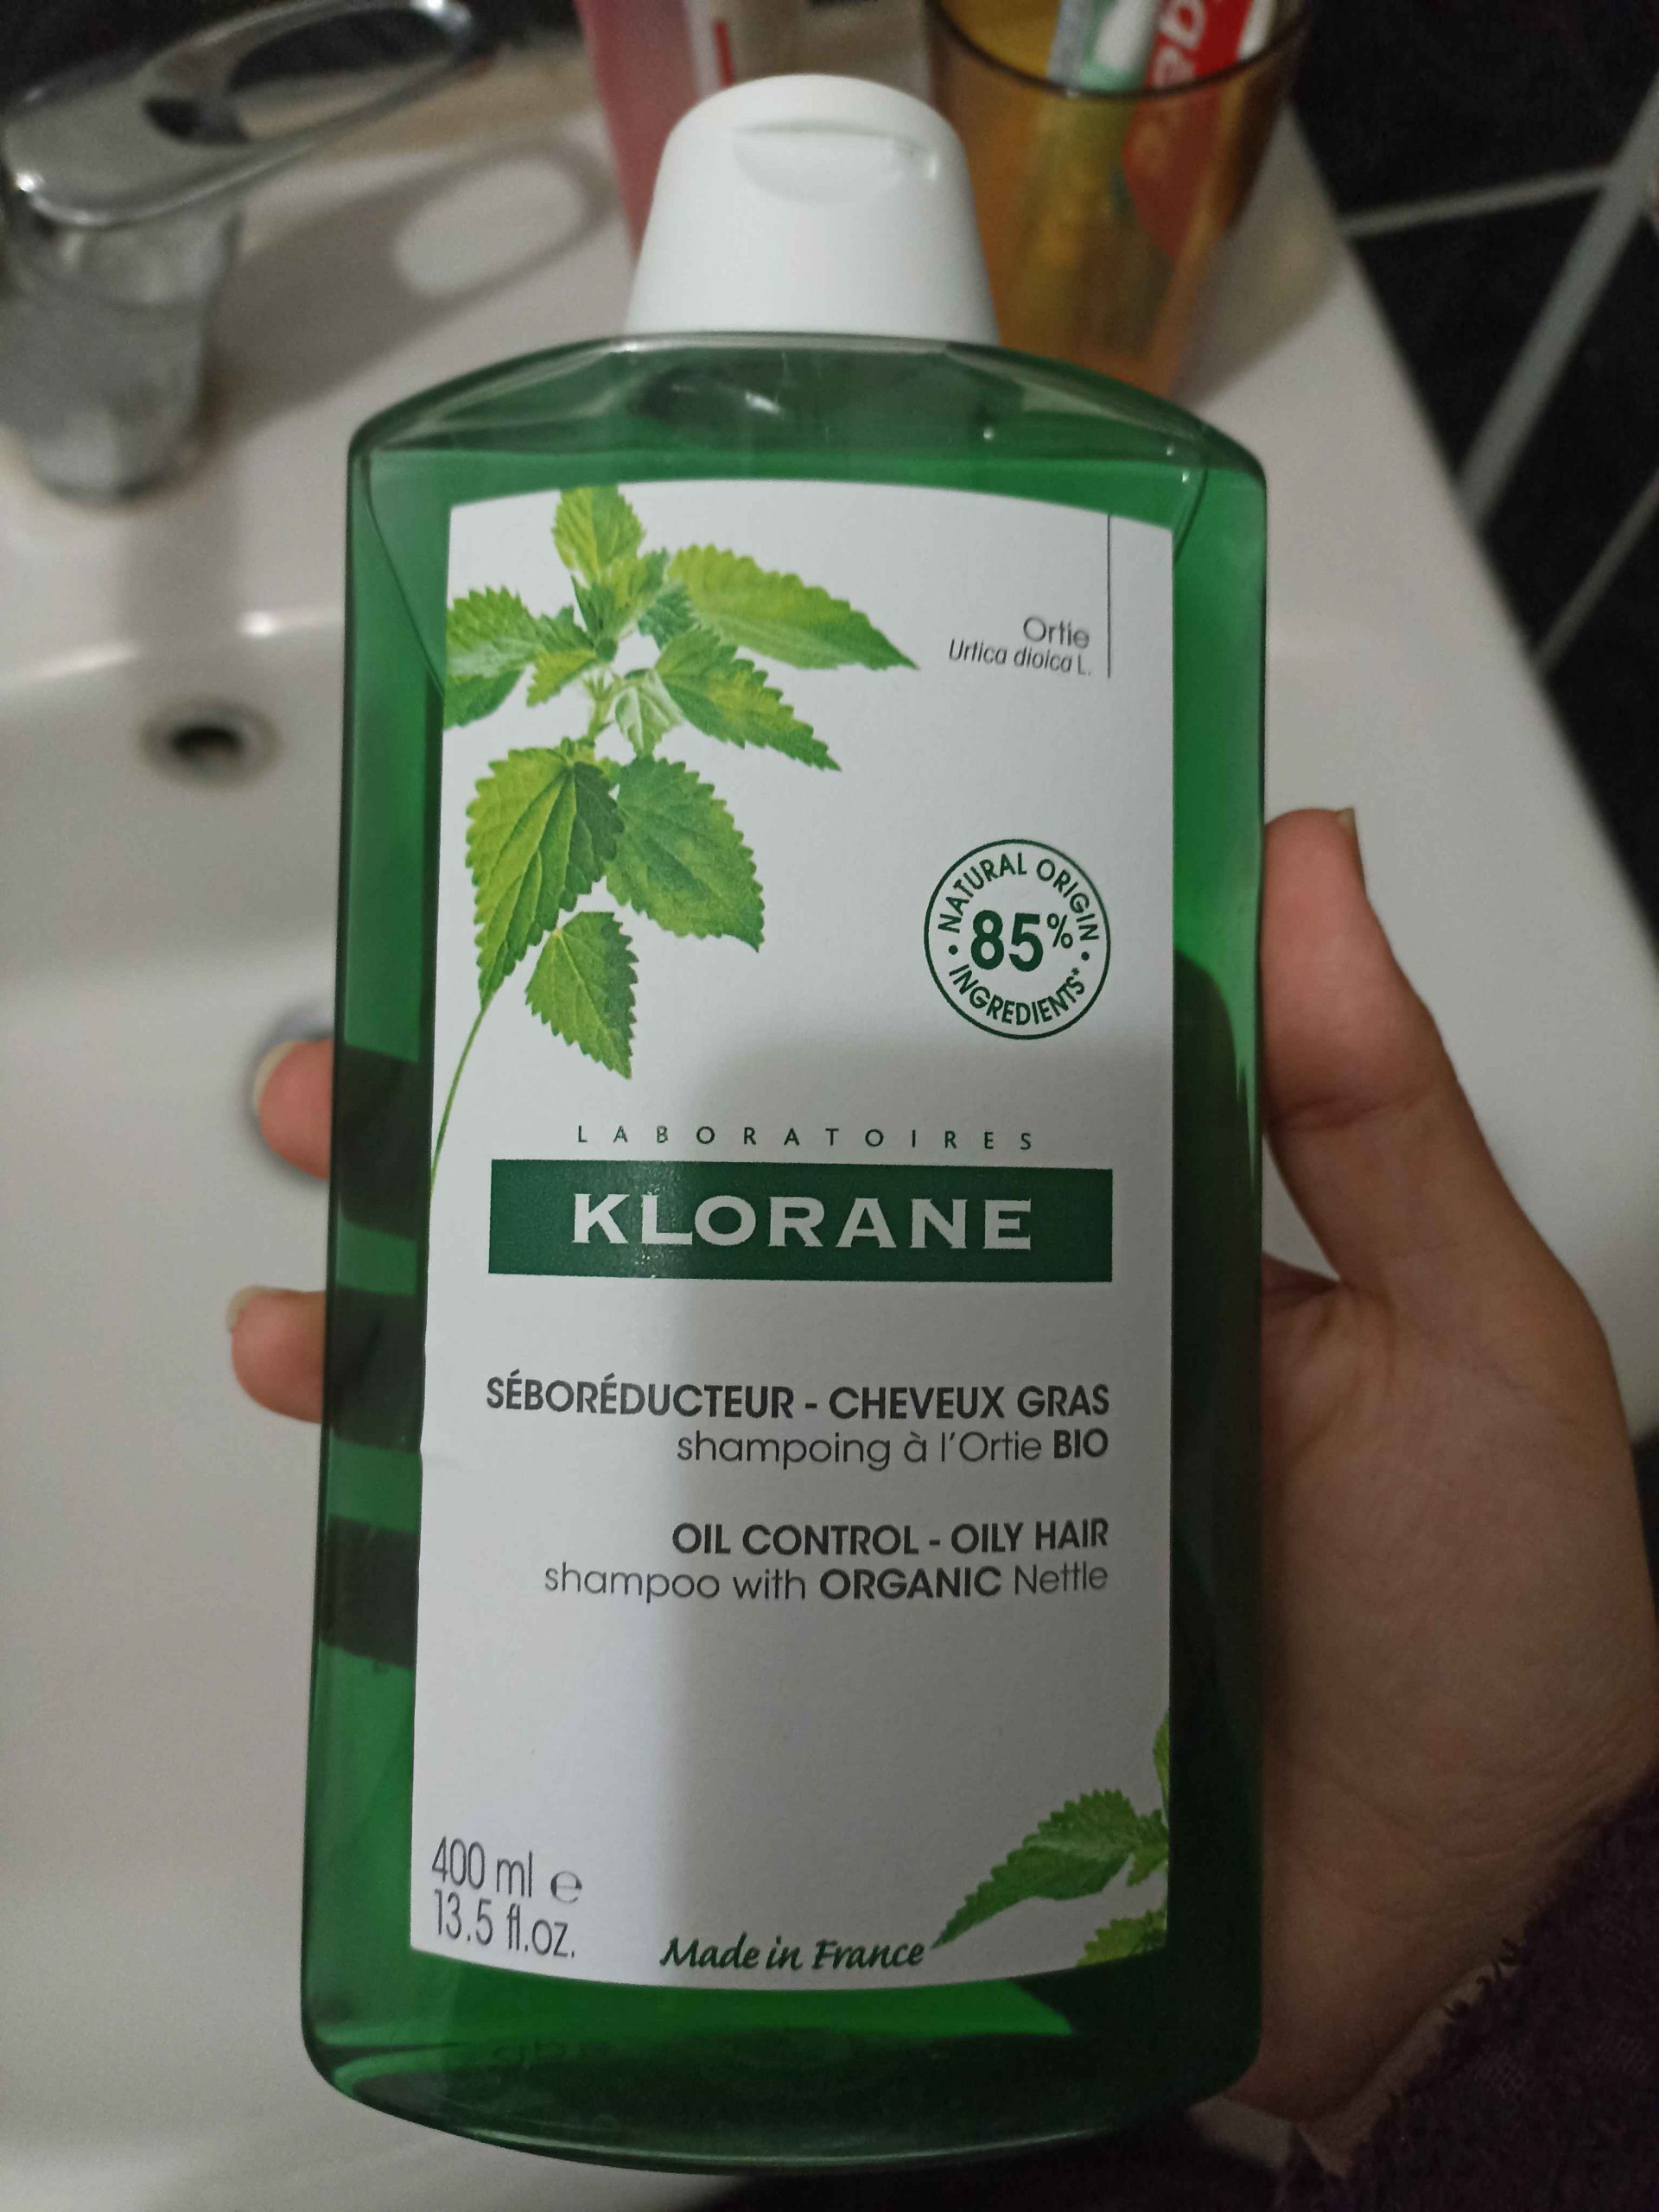 Ortie
Urtica dioica L.
NATURAL ORIGIN
85%
INGREDIENTS*
LABORATOIRES
KLORANE
SÉBORÉDUCTEUR - CHEVEUX GRAS
shampoing à l'Ortie BIO
OIL CONTROL - OILY HAIR
shampoo with ORGANIC Nettle
400 ml e
13.5 fl.oz.
Made in France